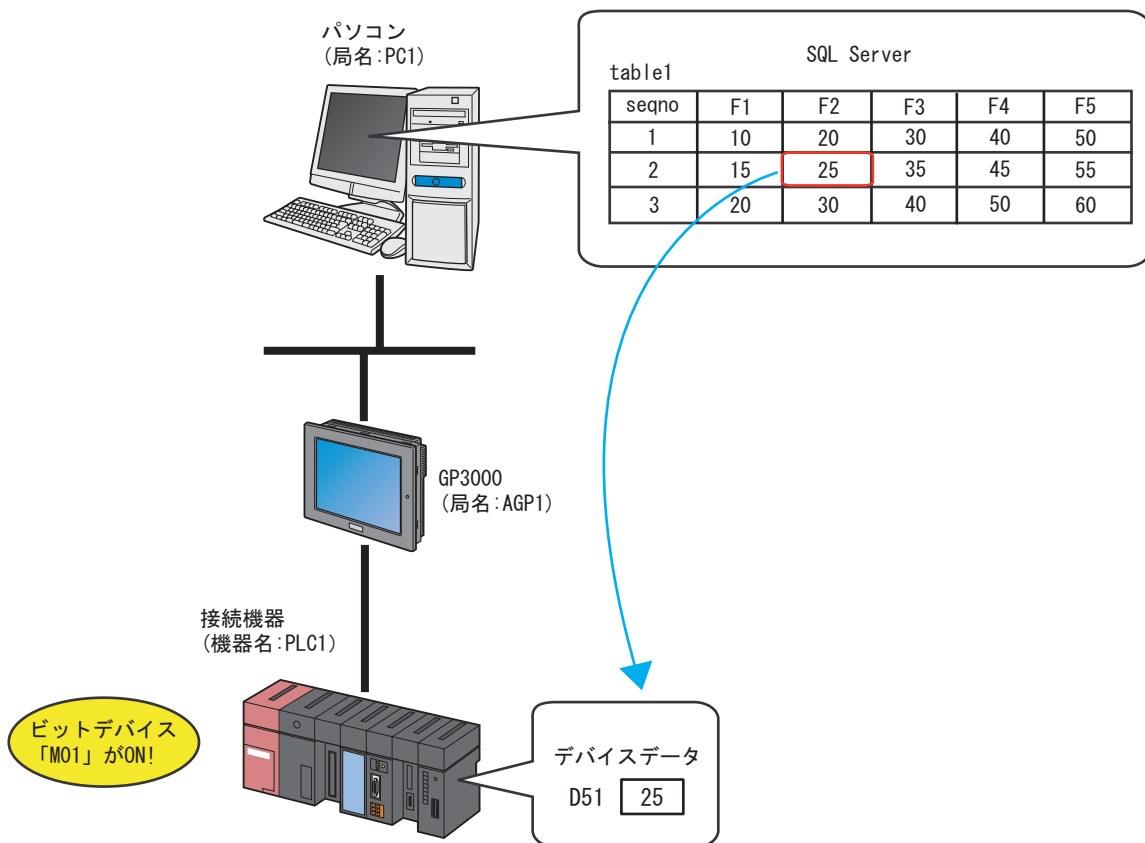 パソコン
(局名:PC1)
SQL Server
table1
seqno F1 F2 F3 F4 F5
1 10 20 30 40 50
2 15 25 35 45 55
3 20 30 40 50 60
GP3000
(局名:AGP1)
接続機器
(機器名:PLC1)
ビットデバイス
「M01」がON!
デバイスデータ
D51 25